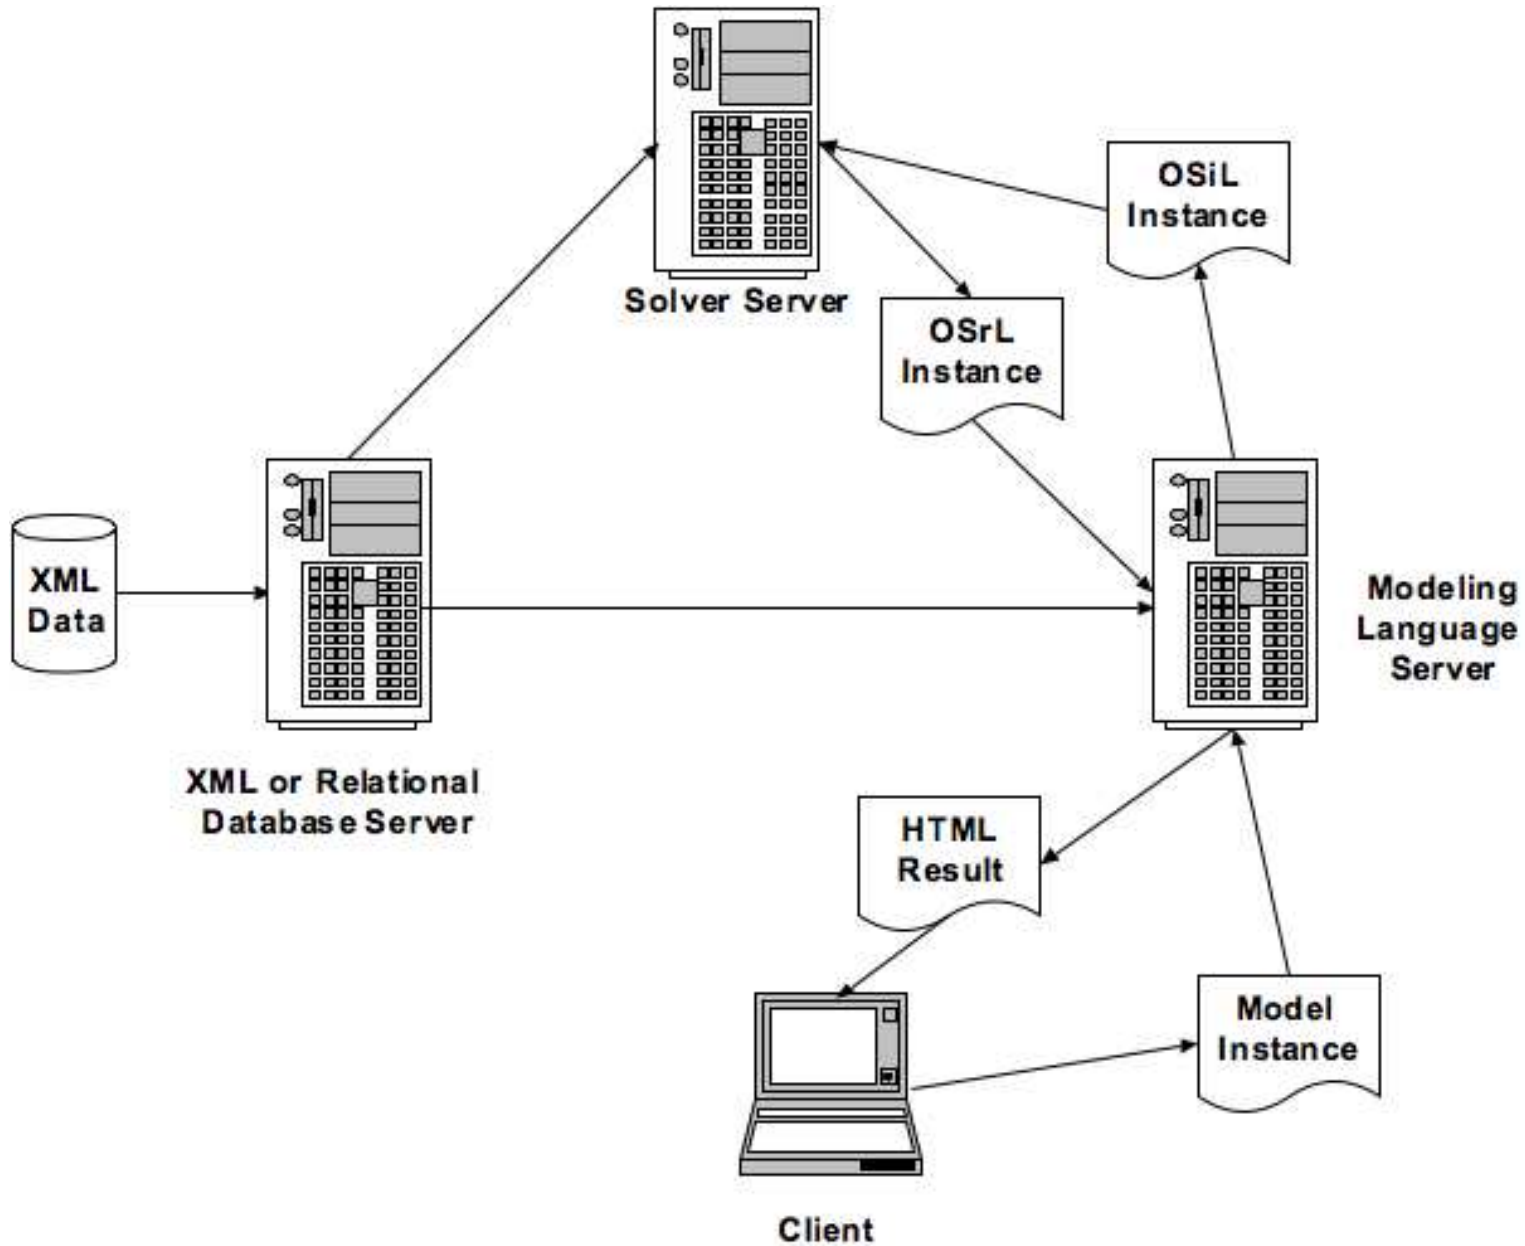 OSiL
Instance
Solver Server
OSrL
Instance
XML
Data
Modeling
Language
Server
XML or Relational
Database Server
HTML
Result
Model
Instance
Client